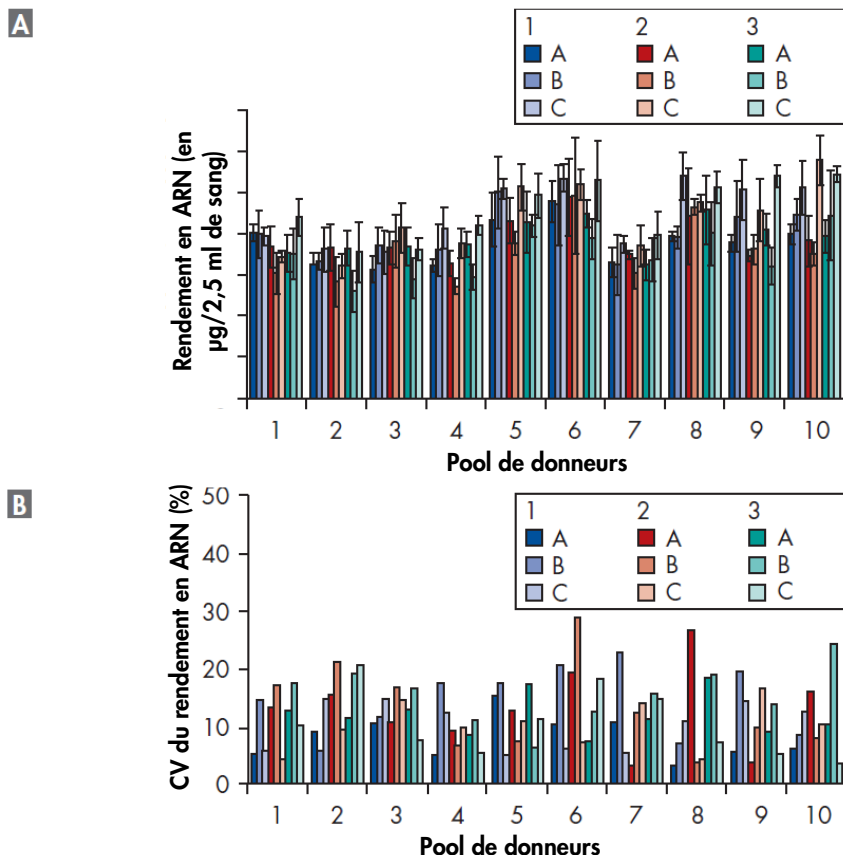 A
1 2 3
A A A
B B B
C C C
Rendement en ARN (en
µg/2,5 ml de sang)
1 2 3 4 5 6 7 8 9 10
Pool de donneurs
B
1 2 3
A A A
B B B
C C C
CV du rendement en ARN (%)
50
40
30
20
10
0
1 2 3 4 5 6 7 8 9 10
Pool de donneurs